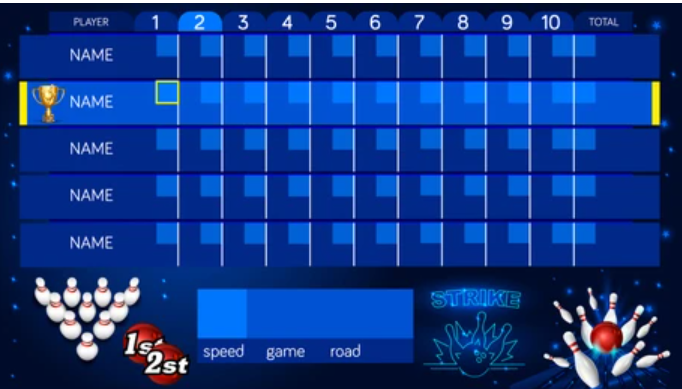 PLAYER 1 2 3 4 5 6 7 8 9 10 TOTAL
NAME
NAME
NAME
NAME
NAME
STRIKE
1st
2st
speed game road